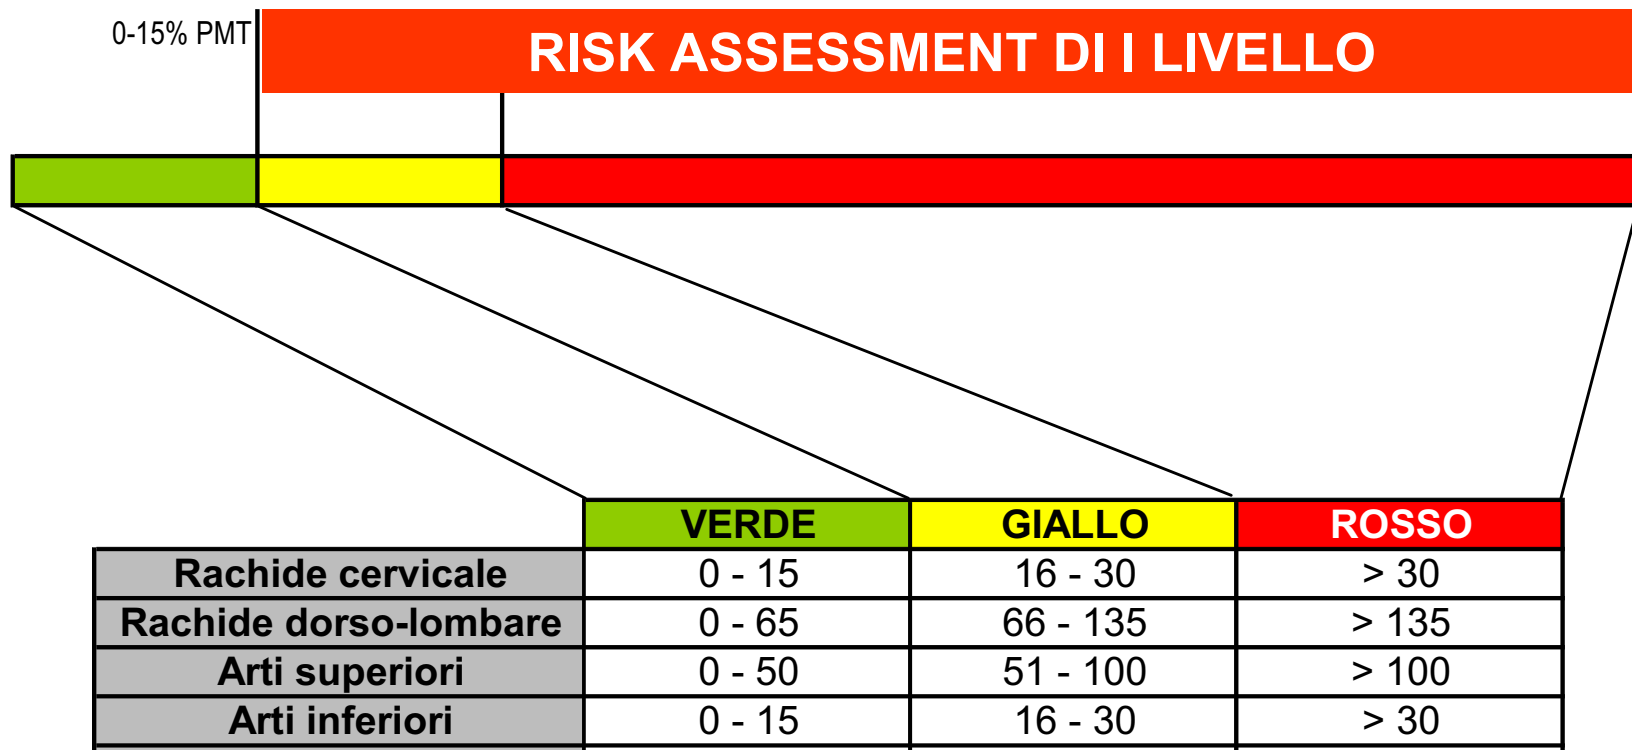 0-15% PMT
RISK ASSESSMENT DI I LIVELLO
VERDE GIALLO ROSSO
Rachide cervicale 0 - 15 16 - 30 > 30
Rachide dorso-lombare 0 - 65 66 - 135 > 135
Arti superiori 0 - 50 51 - 100 > 100
Arti inferiori 0 - 15 16 - 30 > 30